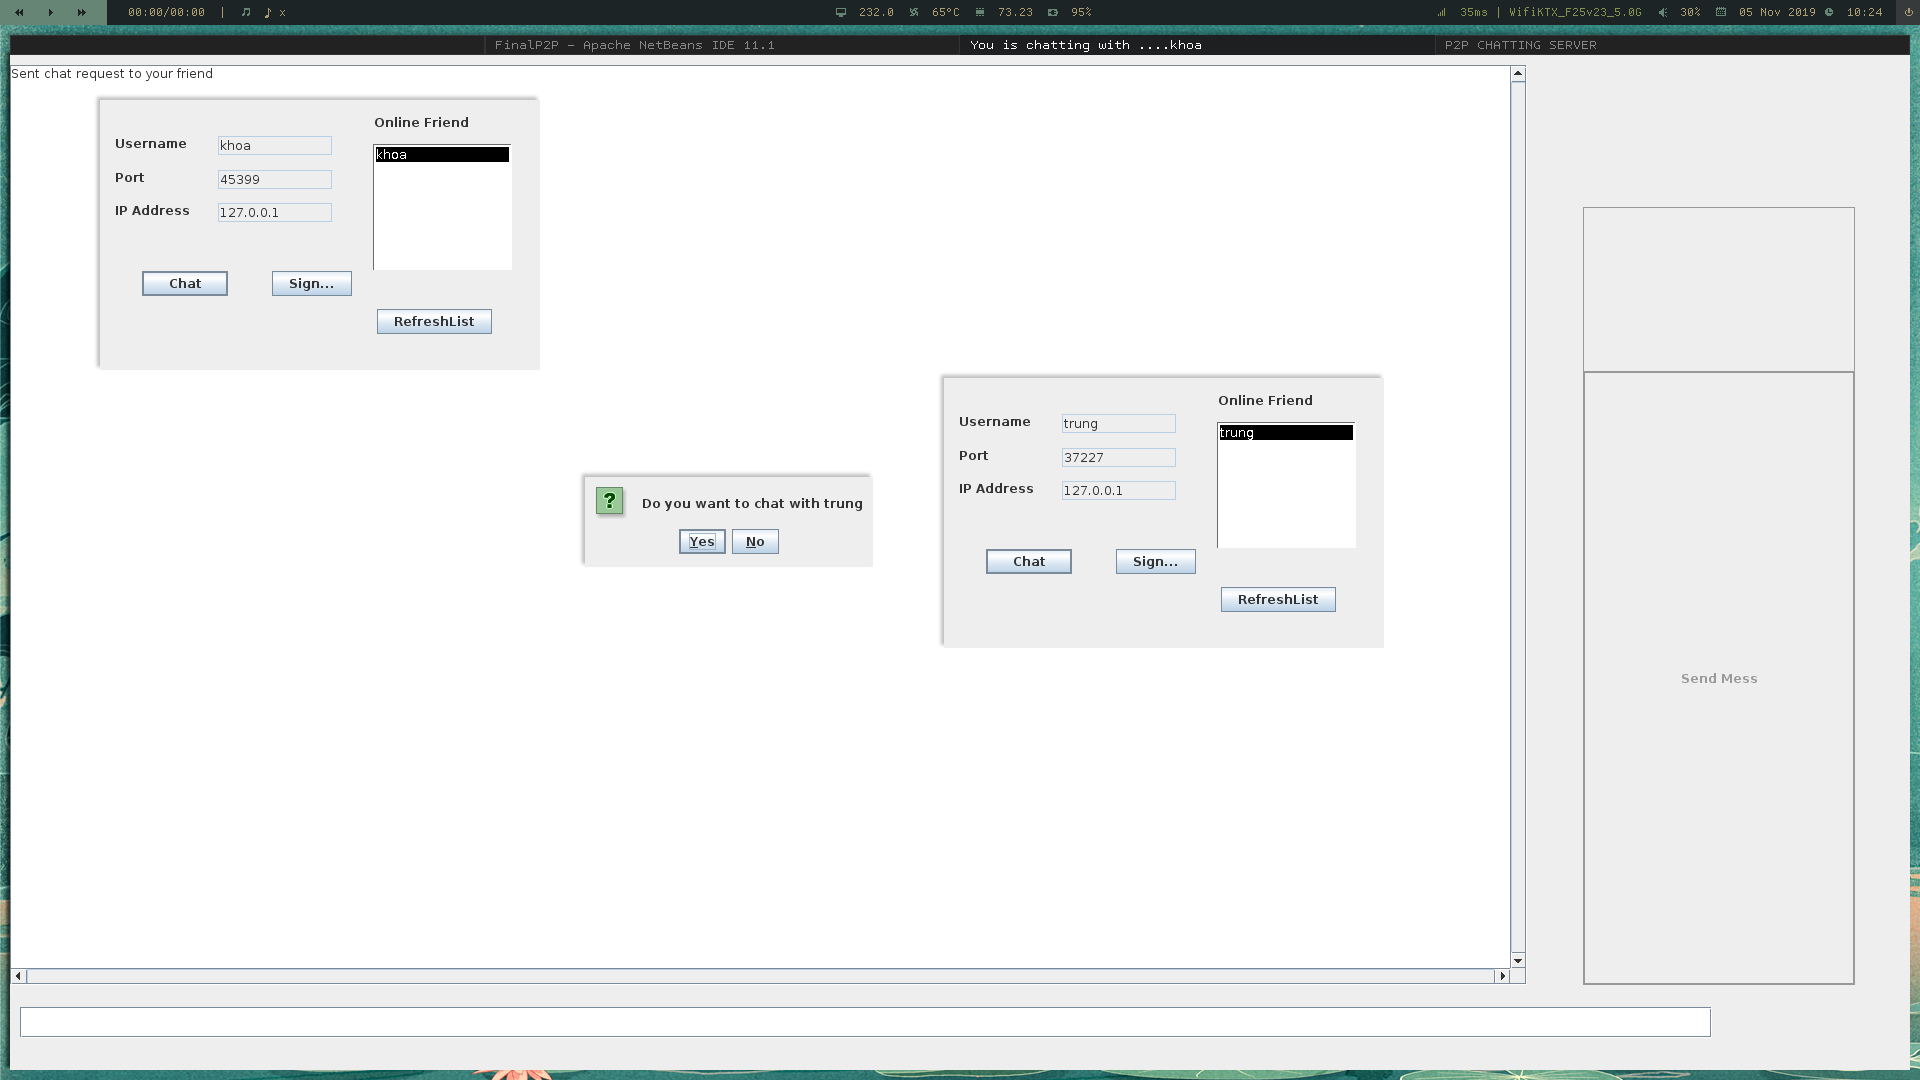 00:00/00:00 | x
232.0 65°C 73.23 95%
35ms | WifiKTX_F25v23_5.0G 30% 05 Nov 2019 10:24
FinalP2P - Apache NetBeans IDE 11.1
You is chatting with ....khoa
P2P CHATTING SERVER
Sent chat request to your friend
Online Friend
Username khoa
khoa
Port 45399
IP Address 127.0.0.1
Chat Sign...
RefreshList
Online Friend
Username trung
trung
Port 37227
IP Address 127.0.0.1
Chat Sign...
RefreshList
? Do you want to chat with trung
Yes No
Send Mess